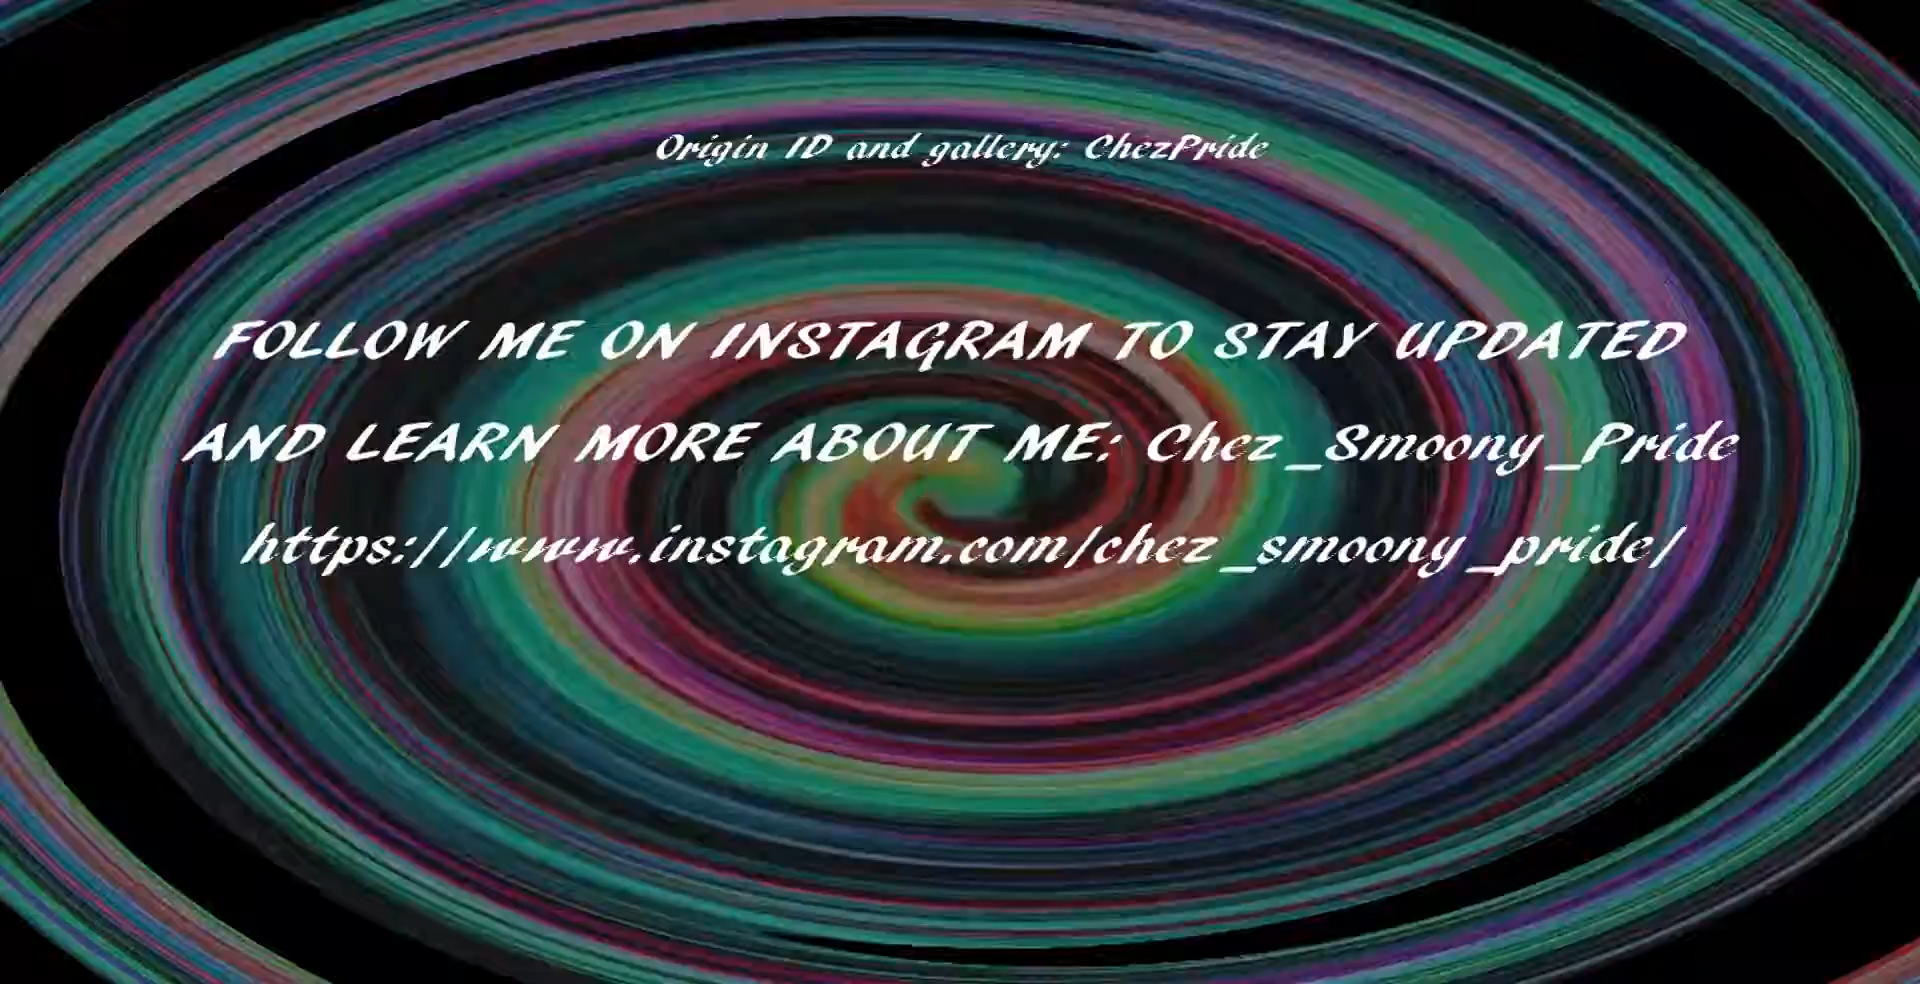 Origin ID and gallery: ChezPride
FOLLOW ME ON INSTAGRAM TO STAY UPDATED
AND LEARN MORE ABOUT ME: Chez_Smoony_Pride
https://www.instagram.com/chez_smoony_pride/